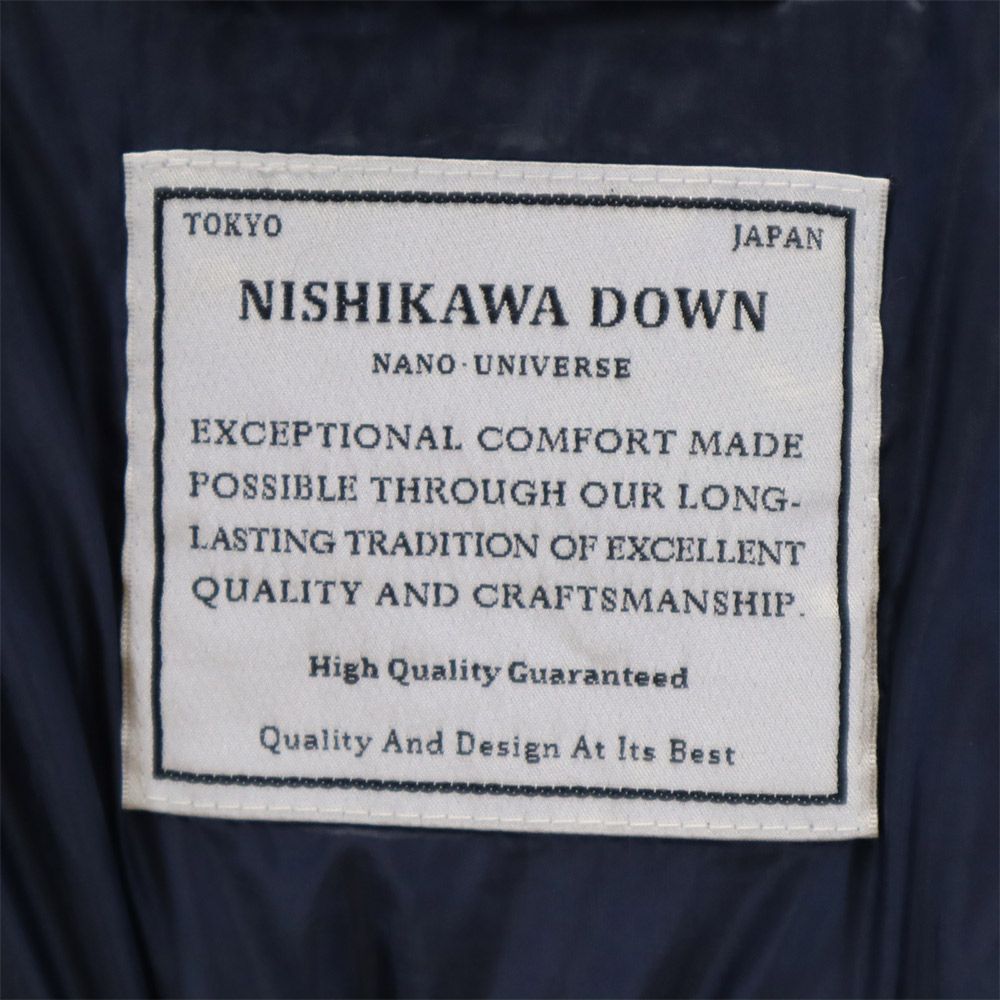 TOKYO JAPAN
NISHIKAWA DOWN
NANO·UNIVERSE
EXCEPTIONAL COMFORT MADE
POSSIBLE THROUGH OUR LONG-
LASTING TRADITION OF EXCELLENT
QUALITY AND CRAFTSMANSHIP.
High Quality Guaranteed
Quality And Design At Its Best